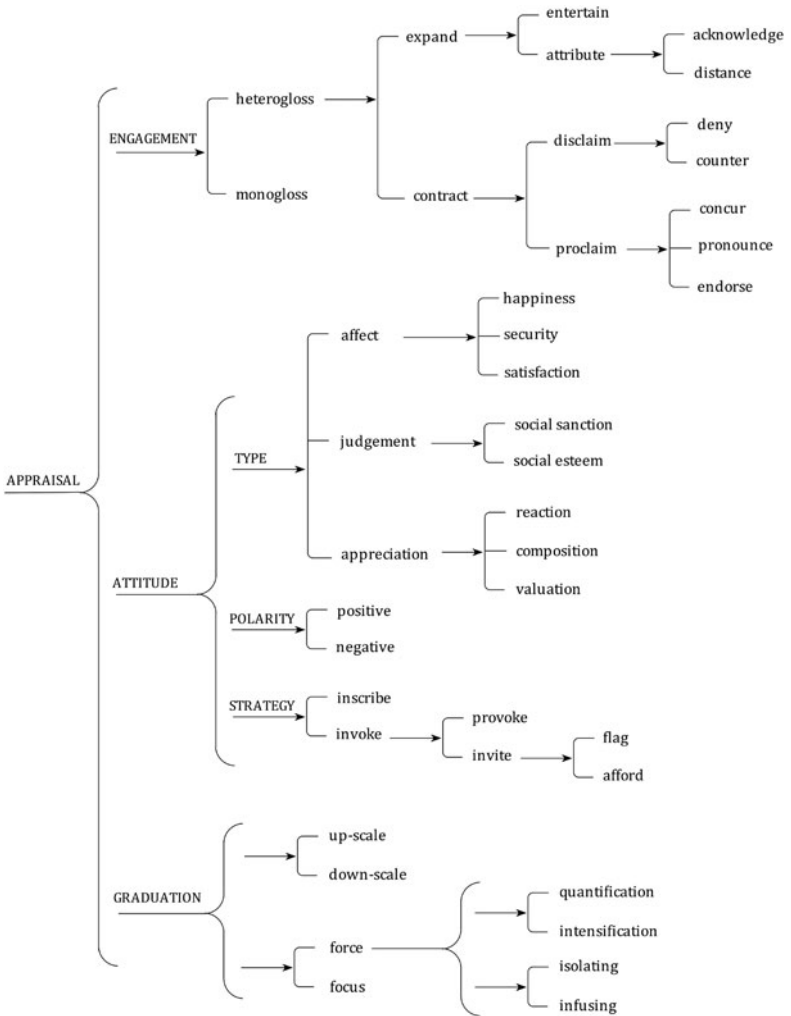 entertain
expand
attribute
acknowledge
distance
heterogloss
ENGAGEMENT
monogloss
disclaim
deny
counter
contract
proclaim
concur
pronounce
endorse
APPRAISAL
affect
happiness
security
satisfaction
TYPE
judgement
social sanction
social esteem
appreciation
reaction
composition
valuation
ATTITUDE
POLARITY
positive
negative
STRATEGY
inscribe
invoke
provoke
invite
flag
afford
up-scale
down-scale
GRADUATION
force
focus
quantification
intensification
isolating
infusing